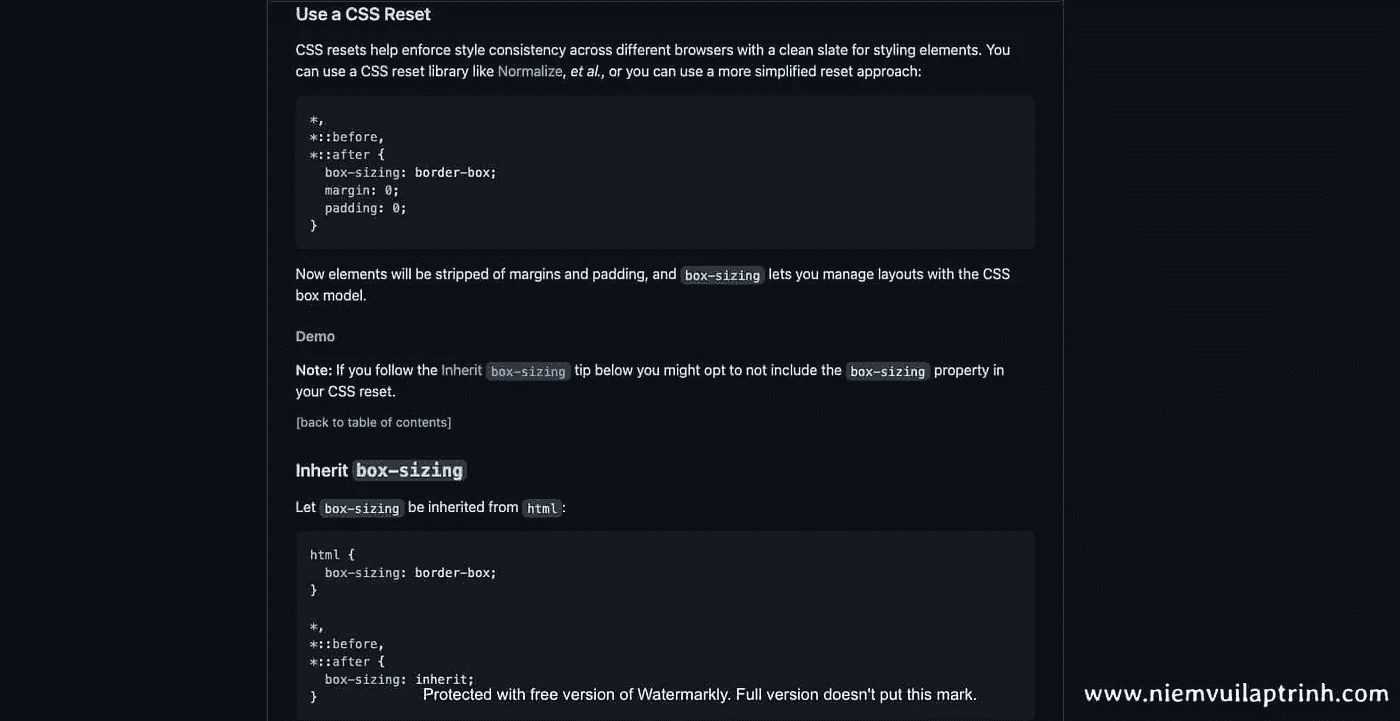 Use a CSS Reset
CSS resets help enforce style consistency across different browsers with a clean slate for styling elements. You
can use a CSS reset library like Normalize, et al., or you can use a more simplified reset approach:
*,
*::before,
*::after {
  box-sizing: border-box;
  margin: 0;
  padding: 0;
}
Now elements will be stripped of margins and padding, and box-sizing lets you manage layouts with the CSS
box model.
Demo
Note: If you follow the Inherit box-sizing tip below you might opt to not include the box-sizing property in
your CSS reset.
[back to table of contents]
Inherit box-sizing
Let box-sizing be inherited from html:
html {
  box-sizing: border-box;
}
*,
*::before,
*::after {
  box-sizing: inherit;
}
Protected with free version of Watermarkly. Full version doesn't put this mark.
www.niemvuilaptrinh.com